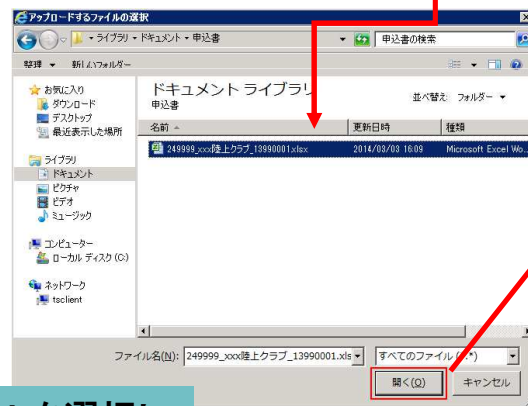 アップロードするファイルの選択
ライブラリ ドキュメント 申込書
申込書の検索
整理 新しいフォルダー
お気に入り
ダウンロード
デスクトップ
最近表示した場所
ライブラリ
ドキュメント
ピクチャ
ビデオ
ミュージック
コンピューター
ローカル ディスク (C:)
ネットワーク
tsclient
ドキュメント ライブラリ
申込書
並べ替え: フォルダー
名前 更新日時 種類
249999_xxx陸上クラブ_13990001.xlsx 2014/03/03 16:09 Microsoft Excel Wo...
ファイル名(N): 249999_xxx陸上クラブ_13990001.xls
すべてのファイル (*.*)
開く(O) キャンセル